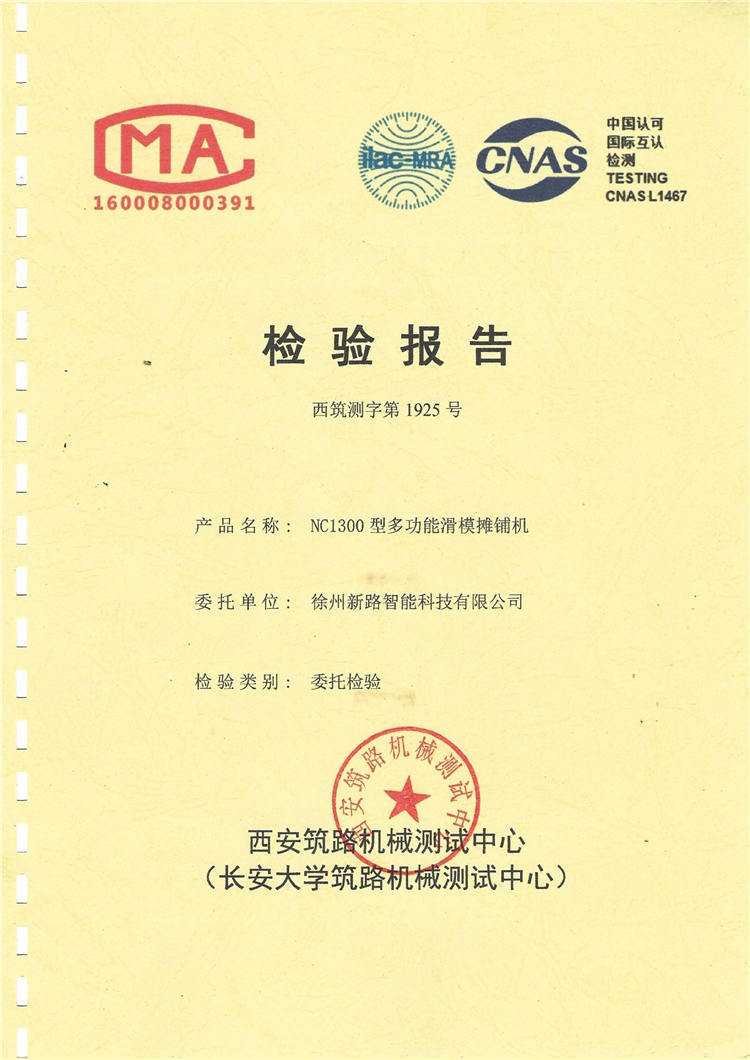 CMA
160008000391
ilac-MRA
CNAS
中国认可
国际互认
检测
TESTING
CNAS L1467
检验报告
西筑测字第 1925 号
产品名称： NC1300 型多功能滑模摊铺机
委托单位： 徐州新路智能科技有限公司
检验类别： 委托检验
西安筑路机械测试中心
西安筑路机械测试中心
（长安大学筑路机械测试中心）